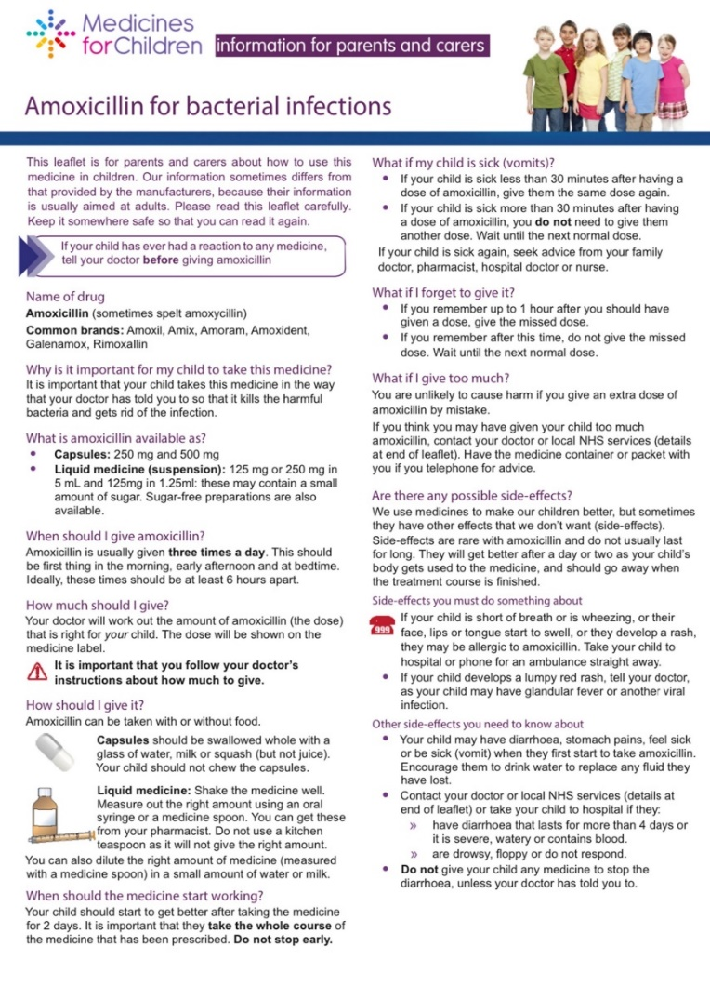 Medicines
forChildren
information for parents and carers
Amoxicillin for bacterial infections
This leaflet is for parents and carers about how to use this
medicine in children. Our information sometimes differs from
that provided by the manufacturers, because their information
is usually aimed at adults. Please read this leaflet carefully.
Keep it somewhere safe so that you can read it again.
If your child has ever had a reaction to any medicine,
tell your doctor before giving amoxicillin
Name of drug
Amoxicillin (sometimes spelt amoxycillin)
Common brands: Amoxil, Amix, Amoram, Amoxident,
Galenamox, Rimoxallin
Why is it important for my child to take this medicine?
It is important that your child takes this medicine in the way
that your doctor has told you to so that it kills the harmful
bacteria and gets rid of the infection.
What is amoxicillin available as?
• Capsules: 250 mg and 500 mg
• Liquid medicine (suspension): 125 mg or 250 mg in
5 mL and 125mg in 1.25ml: these may contain a small
amount of sugar. Sugar-free preparations are also
available.
When should I give amoxicillin?
Amoxicillin is usually given three times a day. This should
be first thing in the morning, early afternoon and at bedtime.
Ideally, these times should be at least 6 hours apart.
How much should I give?
Your doctor will work out the amount of amoxicillin (the dose)
that is right for your child. The dose will be shown on the
medicine label.
It is important that you follow your doctor's
instructions about how much to give.
How should I give it?
Amoxicillin can be taken with or without food.
Capsules should be swallowed whole with a
glass of water, milk or squash (but not juice).
Your child should not chew the capsules.
Liquid medicine: Shake the medicine well.
Measure out the right amount using an oral
syringe or a medicine spoon. You can get these
from your pharmacist. Do not use a kitchen
teaspoon as it will not give the right amount.
You can also dilute the right amount of medicine (measured
with a medicine spoon) in a small amount of water or milk.
When should the medicine start working?
Your child should start to get better after taking the medicine
for 2 days. It is important that they take the whole course of
the medicine that has been prescribed. Do not stop early.
What if my child is sick (vomits)?
• If your child is sick less than 30 minutes after having a
dose of amoxicillin, give them the same dose again.
• If your child is sick more than 30 minutes after having
a dose of amoxicillin, you do not need to give them
another dose. Wait until the next normal dose.
If your child is sick again, seek advice from your family
doctor, pharmacist, hospital doctor or nurse.
What if I forget to give it?
• If you remember up to 1 hour after you should have
given a dose, give the missed dose.
• If you remember after this time, do not give the missed
dose. Wait until the next normal dose.
What if I give too much?
You are unlikely to cause harm if you give an extra dose of
amoxicillin by mistake.
If you think you may have given your child too much
amoxicillin, contact your doctor or local NHS services (details
at end of leaflet). Have the medicine container or packet with
you if you telephone for advice.
Are there any possible side-effects?
We use medicines to make our children better, but sometimes
they have other effects that we don't want (side-effects).
Side-effects are rare with amoxicillin and do not usually last
for long. They will get better after a day or two as your child's
body gets used to the medicine, and should go away when
the treatment course is finished.
Side-effects you must do something about
999
If your child is short of breath or is wheezing, or their
face, lips or tongue start to swell, or they develop a rash,
they may be allergic to amoxicillin. Take your child to
hospital or phone for an ambulance straight away.
• If your child develops a lumpy red rash, tell your doctor,
as your child may have glandular fever or another viral
infection.
Other side-effects you need to know about
• Your child may have diarrhoea, stomach pains, feel sick
or be sick (vomit) when they first start to take amoxicillin.
Encourage them to drink water to replace any fluid they
have lost.
• Contact your doctor or local NHS services (details at
end of leaflet) or take your child to hospital if they:
» have diarrhoea that lasts for more than 4 days or
it is severe, watery or contains blood.
» are drowsy, floppy or do not respond.
• Do not give your child any medicine to stop the
diarrhoea, unless your doctor has told you to.